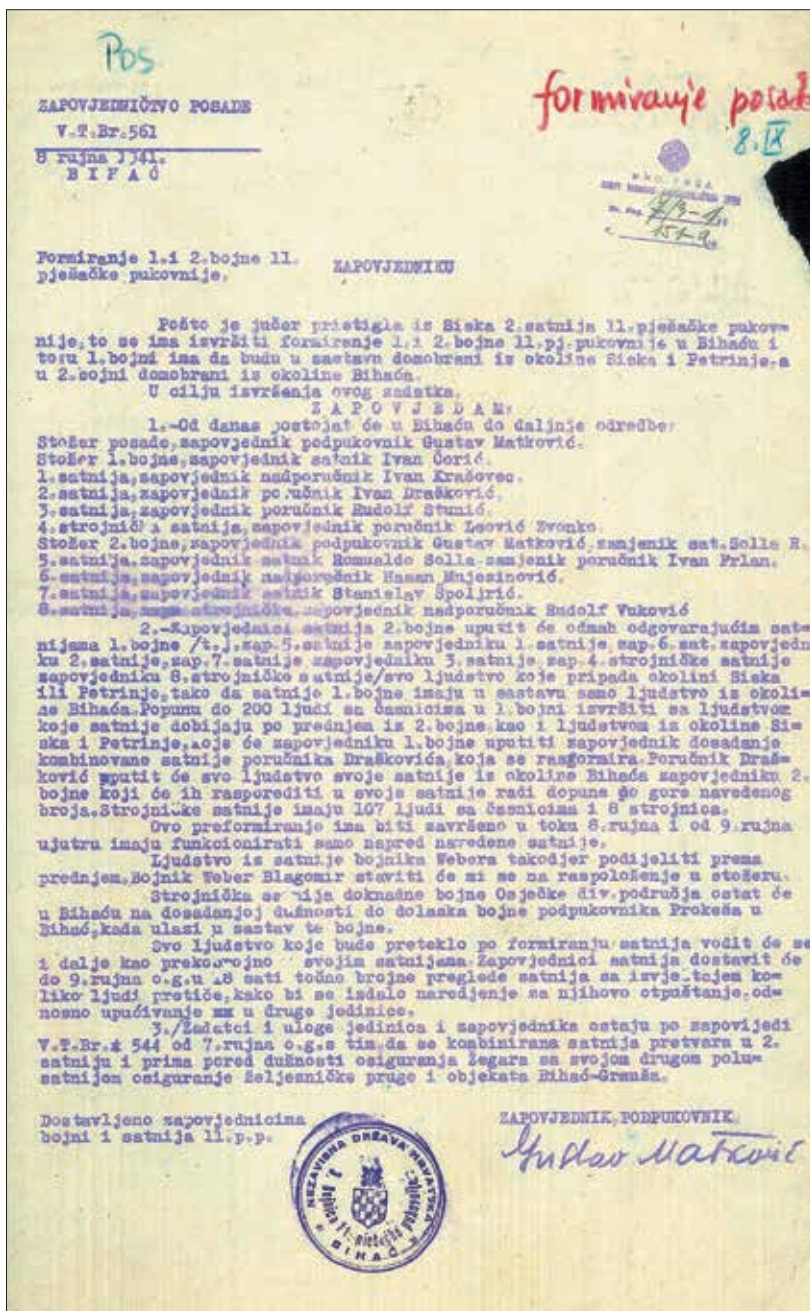 Pos
formiranje posade
8.IX
ZAPOVJEDNIČTVO POSADE
V.T.Br.561
8 rujna 1941.
BIHAĆ
7/3-1
151-9
Formiranje 1.i 2.bojne 11.
pješačke pukovnije.
ZAPOVJEDNIKU
Pošto je jučer pristigla iz Siska 2.satnija 11.pješačke pukov=
nije,to se ima izvršiti formiranje 1.i 2.bojne 11.pj.pukovnije u Bihaću i
to:u 1.bojni ima da budu u sastavu domobrani iz okoline Siska i Petrinje,a
u 2.bojni domobrani iz okoline Bihaća.
U cilju izvršenja ovog zadatka.
ZAPOVJEDAM:
1.-Od danas postojat će u Bihaću do daljnje odredbe:
Stožer posade,zapovjednik podpukovnik Gustav Matković.
Stožer 1.bojne,zapovjednik satnik Ivan Ćorić.
1.satnija,zapovjednik nadporučnik Ivan Krašovec.
2.satnija,zapovjednik poručnik Ivan Drašković.
3.satnija,zapovjednik poručnik Rudolf Stunić.
4.strojnička satnija,zapovjednik poručnik Leović Zvonko.
Stožer 2.bojne,zapovjednik podpukovnik Gustav Matković,zamjenik sat.Solla R.
5.satnija,zapovjednik satnik Romualdo Solla-zamjenik poručnik Ivan Frlan.
6.satnija,zapovjednik nadporučnik Hasan Mujezinović.
7.satnija,zapovjednik satnik Stanislav Špoljrić.
8.satnija, strojnička,zapovjednik nadporučnik Rudolf Vuković
2.-Zapovjednici satnija 2.bojne uputit će odmah odgovarajućim sat=
nijama 1.bojne /t.j.zap.5.satnije zapovjedniku 1.satnije,zap.6.sat.zapovjedn
ku 2.satnije,zap.7.satnije zapovjedniku 3.satnije,zap.4.strojničke satnije
zapovjedniku 8.strojničke satnije/svo ljudstvo koje pripada okolini Siska
ili Petrinje,tako da satnije 1.bojne imaju u sastavu samo ljudstvo iz okoli=
ne Bihaća.Popunu do 200 ljudi sa časnicima u 1.bojni izvršiti sa ljudstvom
koje satnije dobijaju po prednjem iz 2.bojne,kao i ljudstvom iz okoline Si=
ska i Petrinje,koje će zapovjedniku 1.bojne uputiti zapovjednik dosadanje
kombinovane satnije poručnika Draškovića,koja se rasformira.Poručnik Draš=
ković uputit će svo ljudstvo svoje satnije iz okoline Bihaća zapovjedniku 2.
bojne koji će ih rasporediti u svoje satnije radi dopune do gore navedenog
broja.Strojničke satnije imaju 107 ljudi sa časnicima i 8 strojnica.
Ovo preformiranje ima biti završeno u toku 8.rujna i od 9.rujna
ujutru imaju funkcionirati samo napred navedene satnije.
Ljudstvo iz satnije bojnika Webera takodjer podijeliti prema
prednjem.Bojnik Weber Blagomir staviti će mi se na raspoloženje u stožeru.
Strojnička satnija doknadne bojne Osječke div.područja ostat će
u Bihaću na dosadanjoj dužnosti do dolaska bojne podpukovnika Prokeša u
Bihać,kada ulazi u sastav te bojne.
Svo ljudstvo koje bude preteklo po formiranju satnija vodit će se
i dalje kao prekobrojno svojim satnijama.Zapovjednici satnija dostavit će
do 9.rujna o.g.u 18 sati točno brojne preglede satnija sa izvještajem ko=
liko ljudi pretiče,kako bi se izdalo naredjenje za njihovo otpuštanje,od=
nosno upućivanje xx u druge jedinice.
3./Zadatci i uloge jedinica i zapovjednika ostaju po zapovijedi
V.T.Br. 544 od 7.rujna o.g.s tim,da se kombinirana satnija pretvara u 2.
satniju i prima pored dužnosti osiguranja Žegara sa svojom drugom polu=
satnijom osiguranje željezničke pruge i objekata Bihać-Grmuša.
Dostavljeno zapovjednicima
bojni i satnija 11.p.p.
ZAPOVJEDNIK,PODPUKOVNIK,
Gustav Matković
NEZAVISNA DRŽAVA HRVATSKA
bojna 11. pješačke pukovnije
BIHAĆ